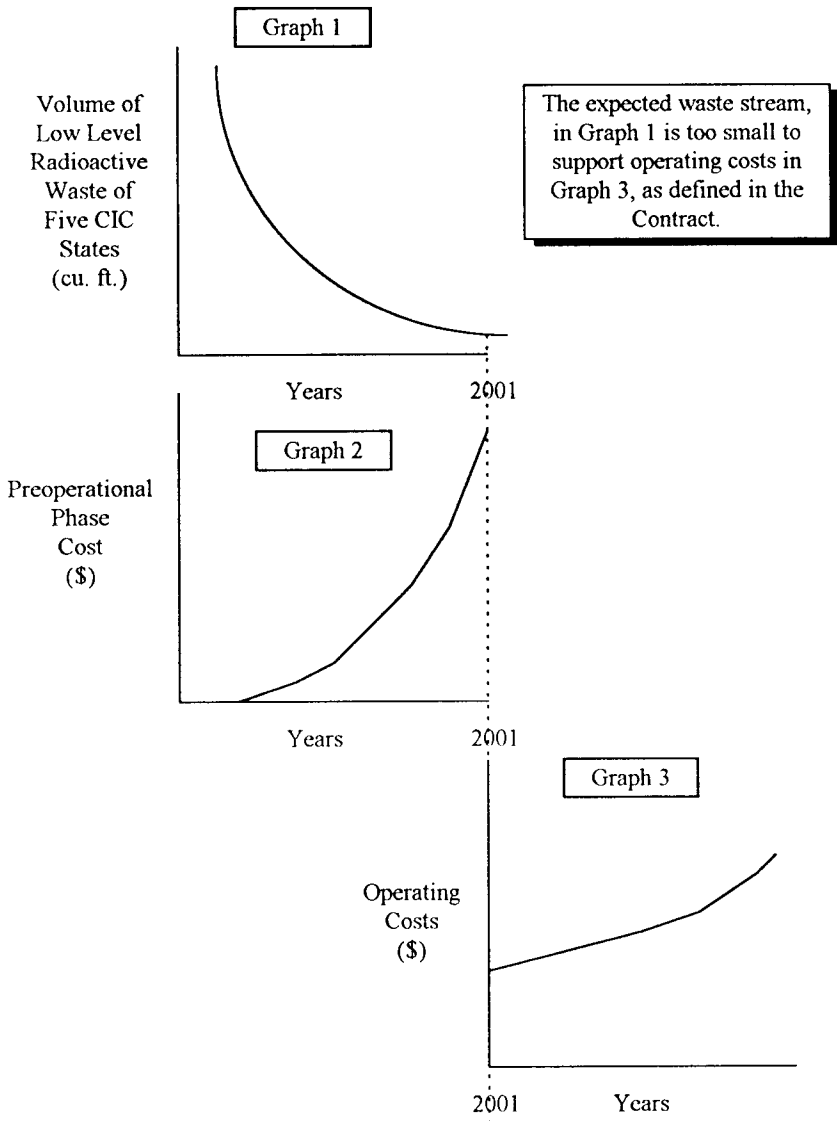 Graph 1
Volume of
Low Level
Radioactive
Waste of
Five CIC
States
(cu. ft.)
The expected waste stream,
in Graph 1 is too small to
support operating costs in
Graph 3, as defined in the
Contract.
Years
2001
Graph 2
Preoperational
Phase
Cost
($)
Years
2001
Graph 3
Operating
Costs
($)
2001
Years